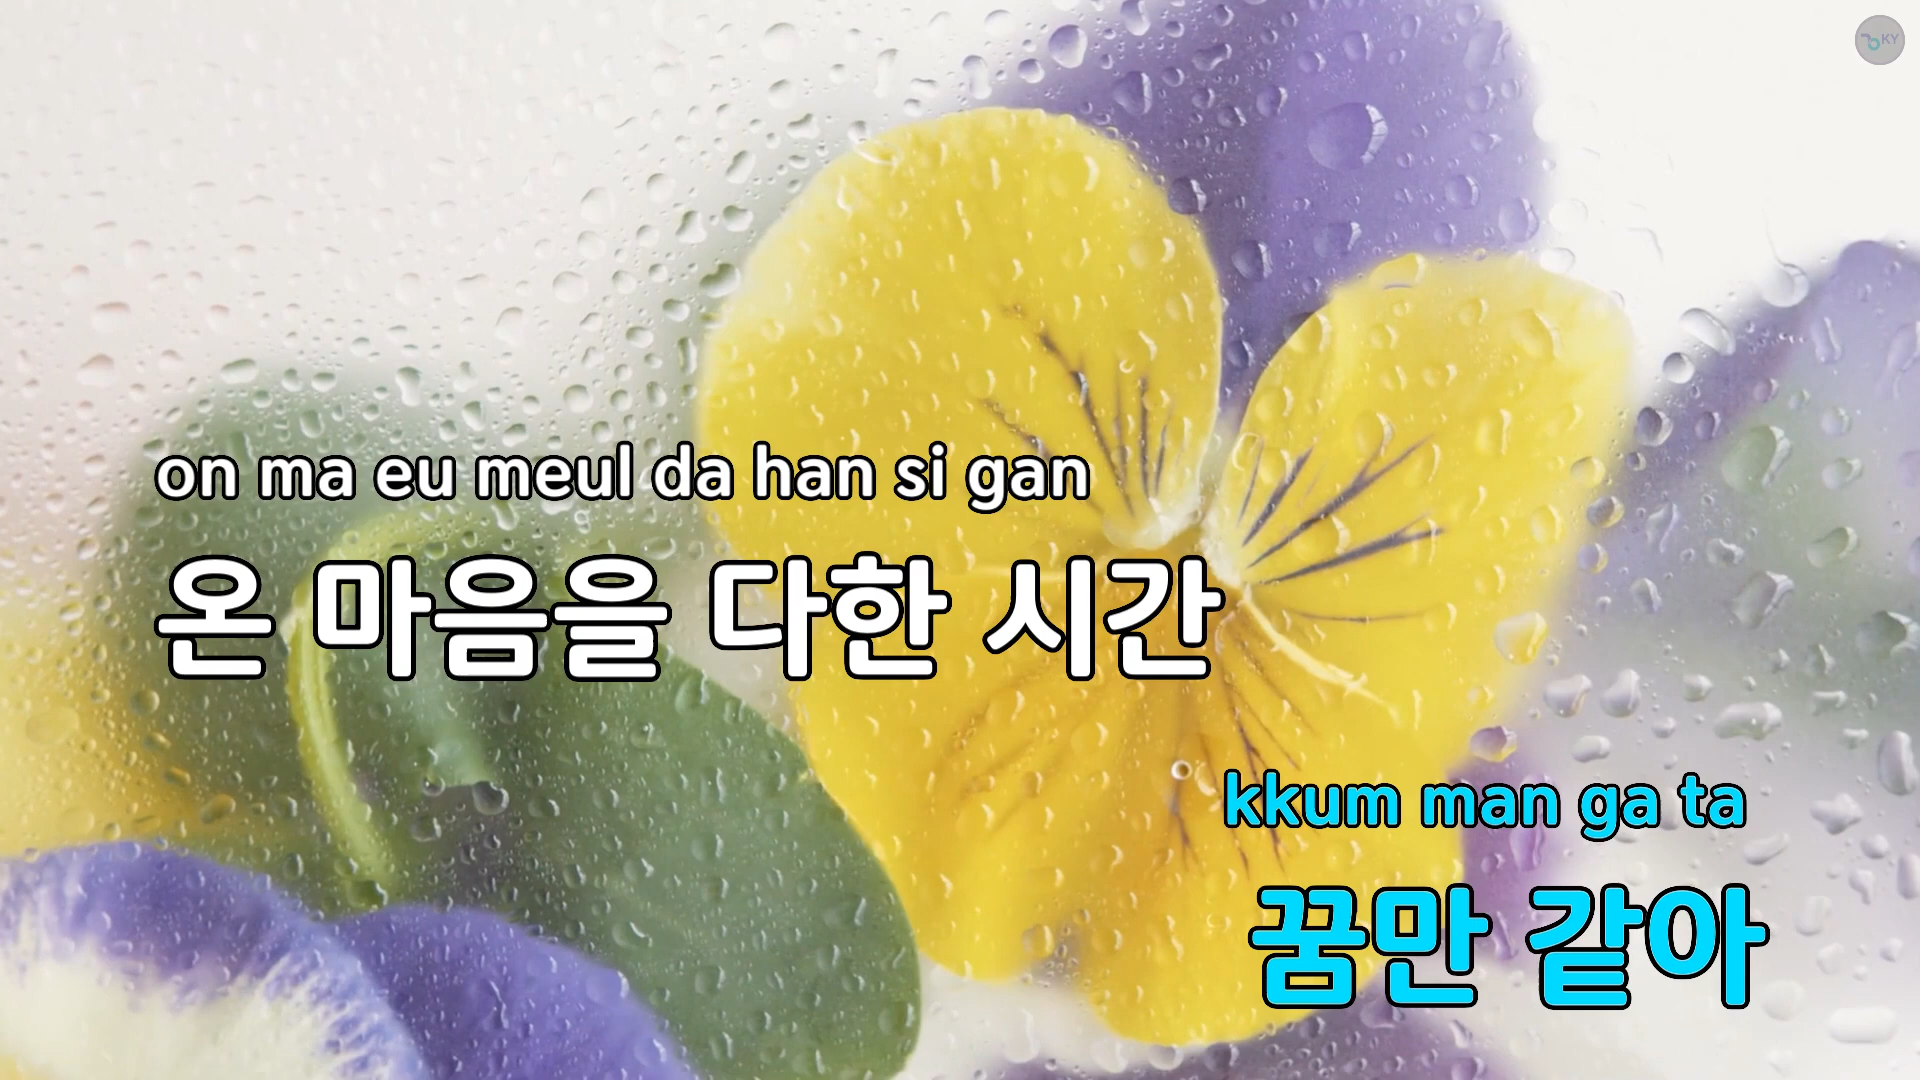 KY
on ma eu meul da han si gan
온 마음을 다한 시간
kkum man ga ta
꿈만 같아